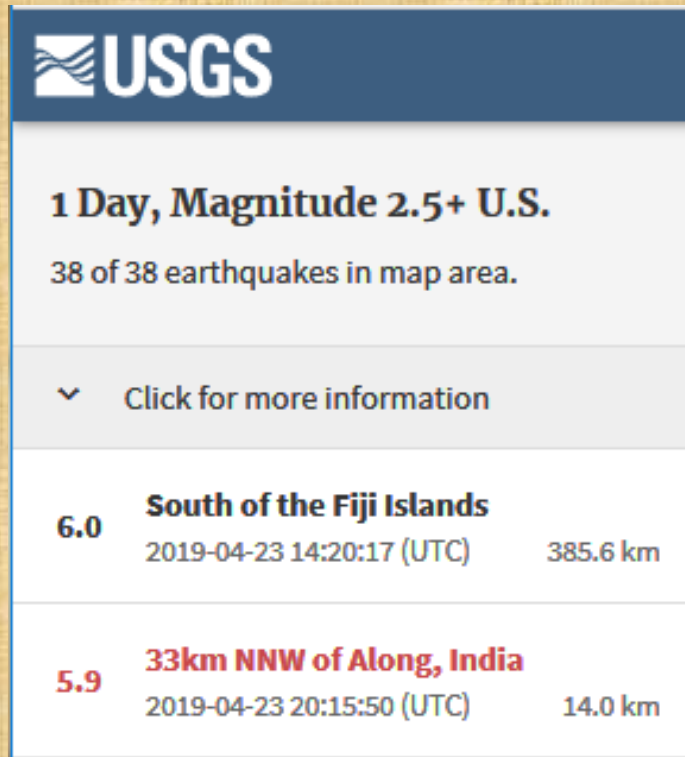 USGS
1 Day, Magnitude 2.5+ U.S.
38 of 38 earthquakes in map area.
Click for more information
6.0 South of the Fiji Islands
2019-04-23 14:20:17 (UTC) 385.6 km
5.9 33km NNW of Along, India
2019-04-23 20:15:50 (UTC) 14.0 km